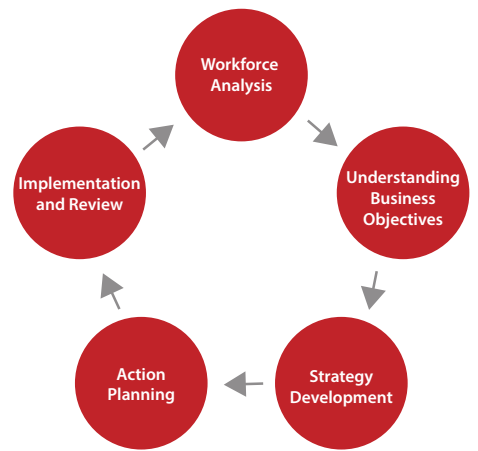 Workforce
Analysis
Understanding
Business
Objectives
Strategy
Development
Action
Planning
Implementation
and Review